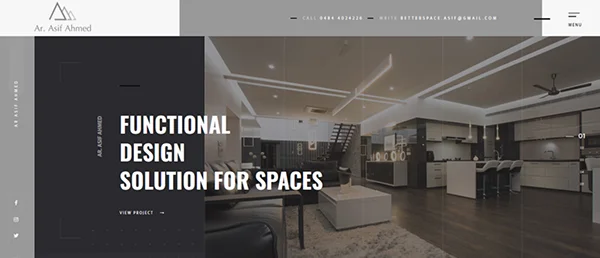 Ar. Asif Ahmed
CALL 0484 4034226
WRITE BETTERSPACE.ASIF@GMAIL.COM
MENU
AR ASIF AHMED
AR. ASIF AHMED
FUNCTIONAL
DESIGN
SOLUTION FOR SPACES
VIEW PROJECT
01